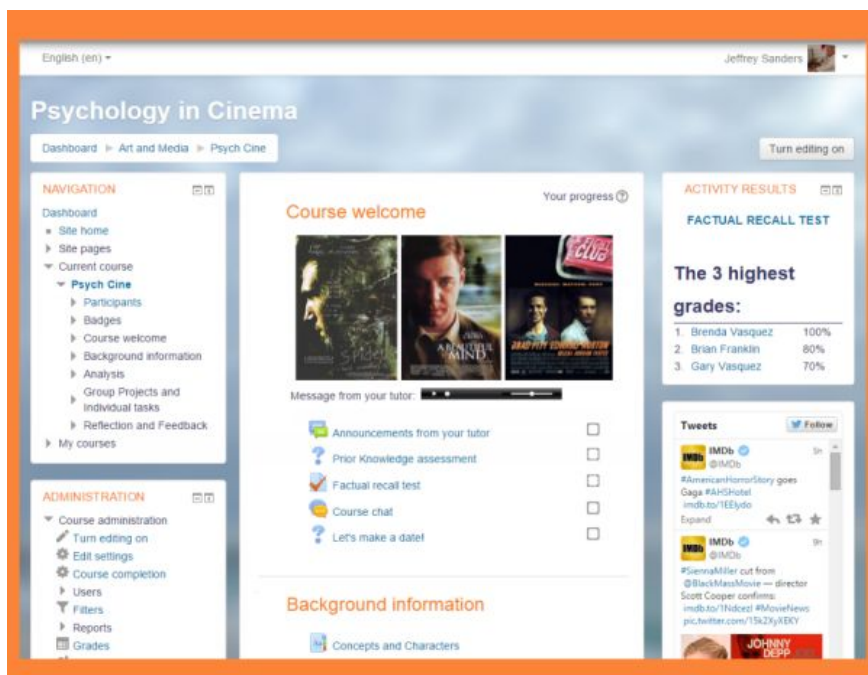 English (en)
Jeffrey Sanders
Psychology in Cinema
Dashboard Art and Media Psych Cine
Turn editing on
NAVIGATION
Dashboard
Site home
Site pages
Current course
Psych Cine
Participants
Badges
Course welcome
Background information
Analysis
Group Projects and
individual tasks
Reflection and Feedback
My courses
ADMINISTRATION
Course administration
Turn editing on
Edit settings
Course completion
Users
Filters
Reports
Grades
Your progress
Course welcome
A BEAUTIFUL
MIND
CLUB
BRAD PITT EDWARD NORTON
Message from your tutor:
Announcements from your tutor
Prior Knowledge assessment
Factual recall test
Course chat
Let's make a date!
Background information
Concepts and Characters
ACTIVITY RESULTS
FACTUAL RECALL TEST
The 3 highest
grades:
1. Brenda Vasquez 100%
2. Brian Franklin 80%
3. Gary Vasquez 70%
Tweets Follow
IMDb 5h
@IMDb
#AmericanHorrorStory goes
Gaga #AHSHotel
imdb.to/1EElydo
Expand
IMDb 9h
@IMDb
#SiennaMiller cut from
@BlackMassMovie — director
Scott Cooper confirms:
imdb.to/1Ndcezl #MovieNews
pic.twitter.com/15k2XyXEKY
JOHNNY
DEPP